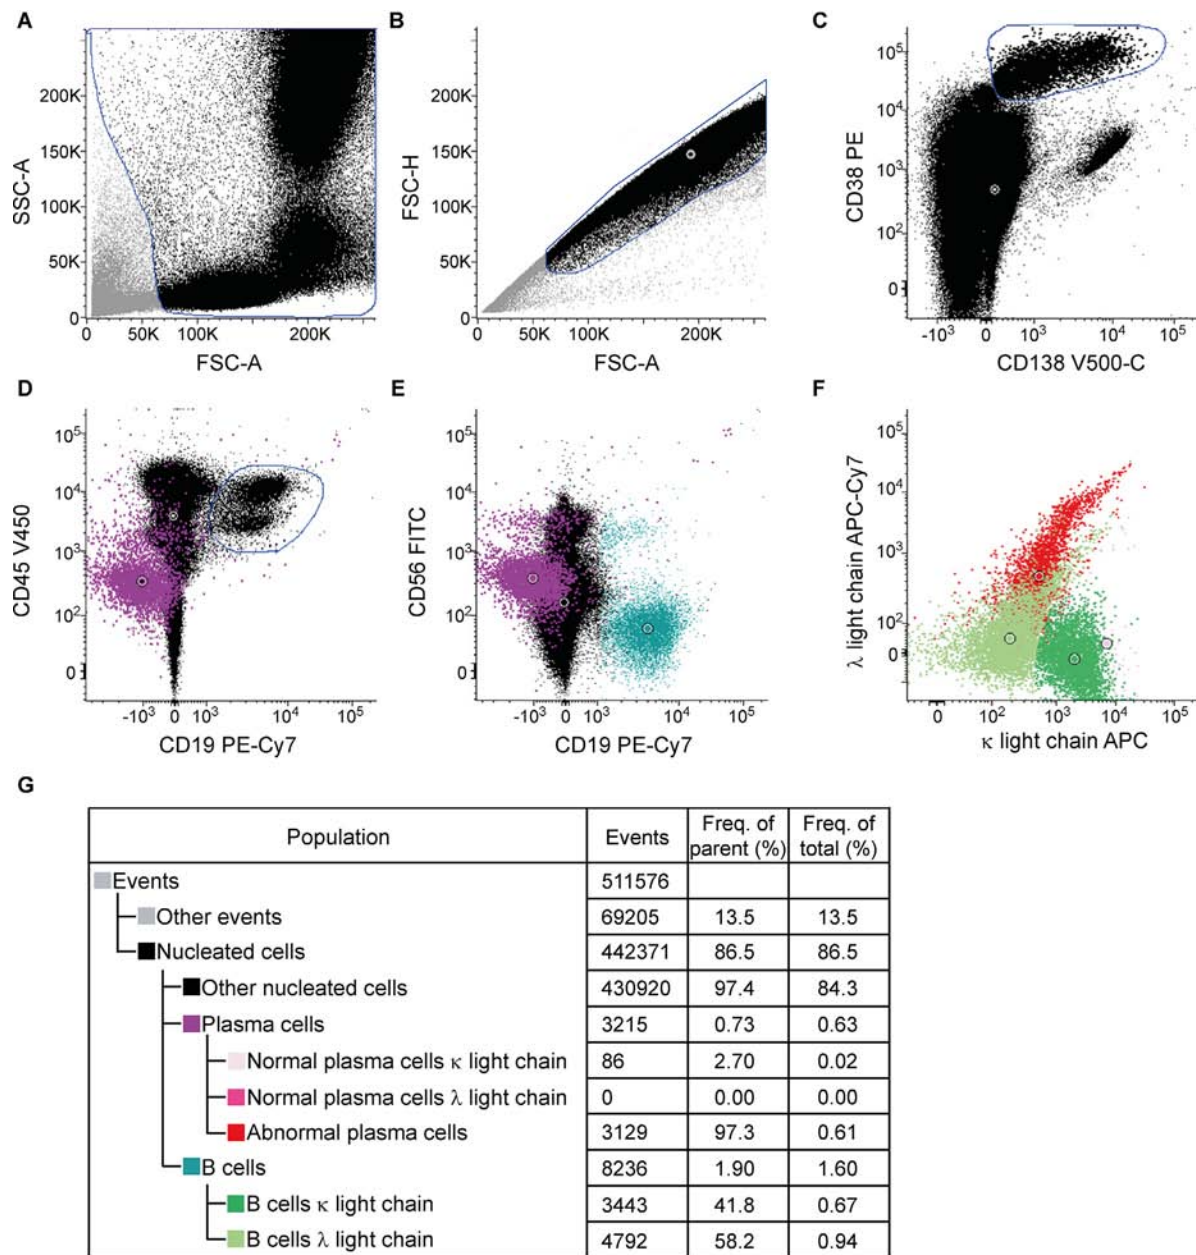 A
B
C
200K
150K
100K
50K
0
SSC-A
0 50K 100K 200K
FSC-A
200K
150K
100K
50K
0
FSC-H
0 50K 100K 200K
FSC-A
10⁵
10⁴
10³
10²
0
CD38 PE
-10³ 0 10³ 10⁴ 10⁵
CD138 V500-C
D
E
F
10⁵
10⁴
10³
10²
0
CD45 V450
-10³ 0 10³ 10⁴ 10⁵
CD19 PE-Cy7
10⁵
10⁴
10³
10²
0
CD56 FITC
-10³ 0 10³ 10⁴ 10⁵
CD19 PE-Cy7
10⁵
10⁴
10³
10²
0
λ light chain APC-Cy7
0 10² 10³ 10⁴ 10⁵
κ light chain APC
G
Population Events Freq. of parent (%) Freq. of total (%)
Events 511576
Other events 69205 13.5 13.5
Nucleated cells 442371 86.5 86.5
Other nucleated cells 430920 97.4 84.3
Plasma cells 3215 0.73 0.63
Normal plasma cells κ light chain 86 2.70 0.02
Normal plasma cells λ light chain 0 0.00 0.00
Abnormal plasma cells 3129 97.3 0.61
B cells 8236 1.90 1.60
B cells κ light chain 3443 41.8 0.67
B cells λ light chain 4792 58.2 0.94